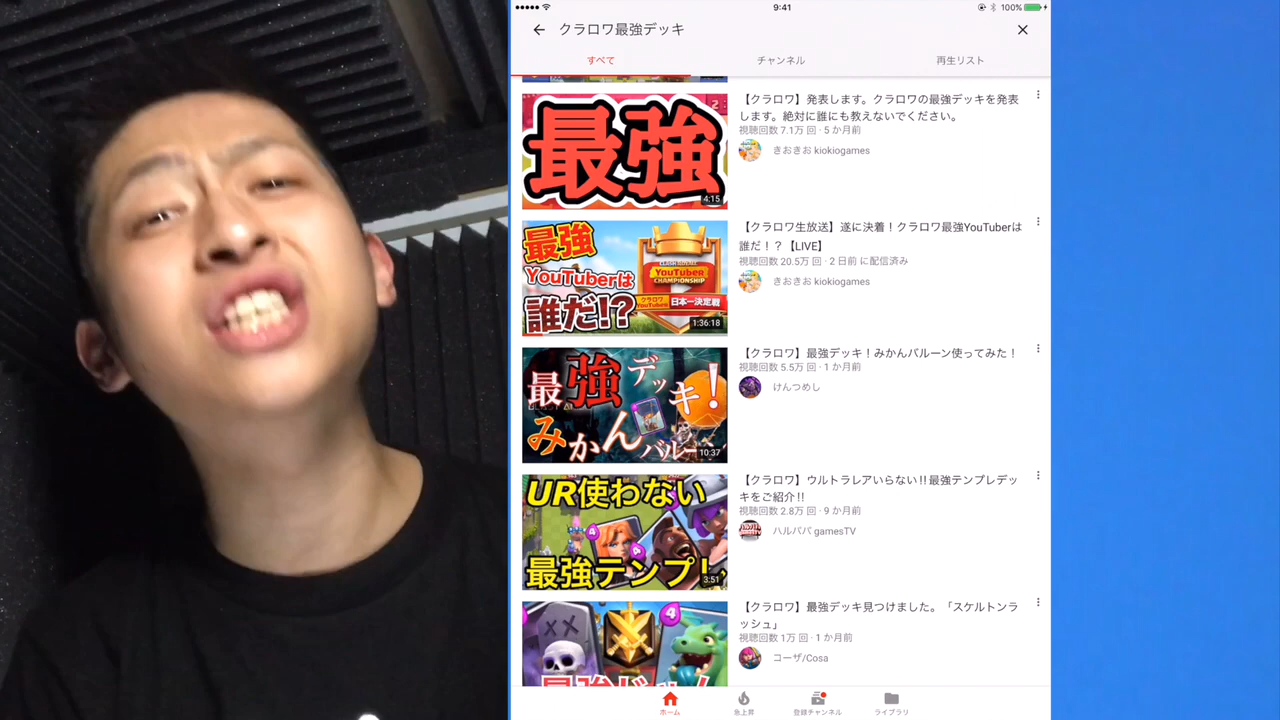 9:41
100%
クラロワ最強デッキ
すべて
チャンネル
再生リスト
最強
4:15
【クラロワ】発表します。クラロワの最強デッキを発表
します。絶対に誰にも教えないでください。
視聴回数 7.1万 回 · 5 か月前
きおきお kiokiogames
最強
YouTuberは
誰だ!?
CLASH ROYALE
YouTuber
CHAMPIONSHIP
クラロワ
YouTuber
日本一決定戦
1:36:18
【クラロワ生放送】遂に決着！クラロワ最強YouTuberは
誰だ！？【LIVE】
視聴回数 20.5万 回 · 2 日前 に配信済み
きおきお kiokiogames
最強デッキ!
みかんバルーン
10:37
【クラロワ】最強デッキ！みかんバルーン使ってみた！
視聴回数 5.5万 回 · 1 か月前
けんつめし
UR使わない
4
4
最強テンプレ
3:51
【クラロワ】ウルトラレアいらない!!最強テンプレデッ
キをご紹介!!
視聴回数 2.8万 回 · 9 か月前
ハルパパ gamesTV
4
【クラロワ】最強デッキ見つけました。「スケルトンラ
ッシュ」
視聴回数 1万 回 · 1 か月前
コーザ/Cosa
ホーム
急上昇
登録チャンネル
ライブラリ